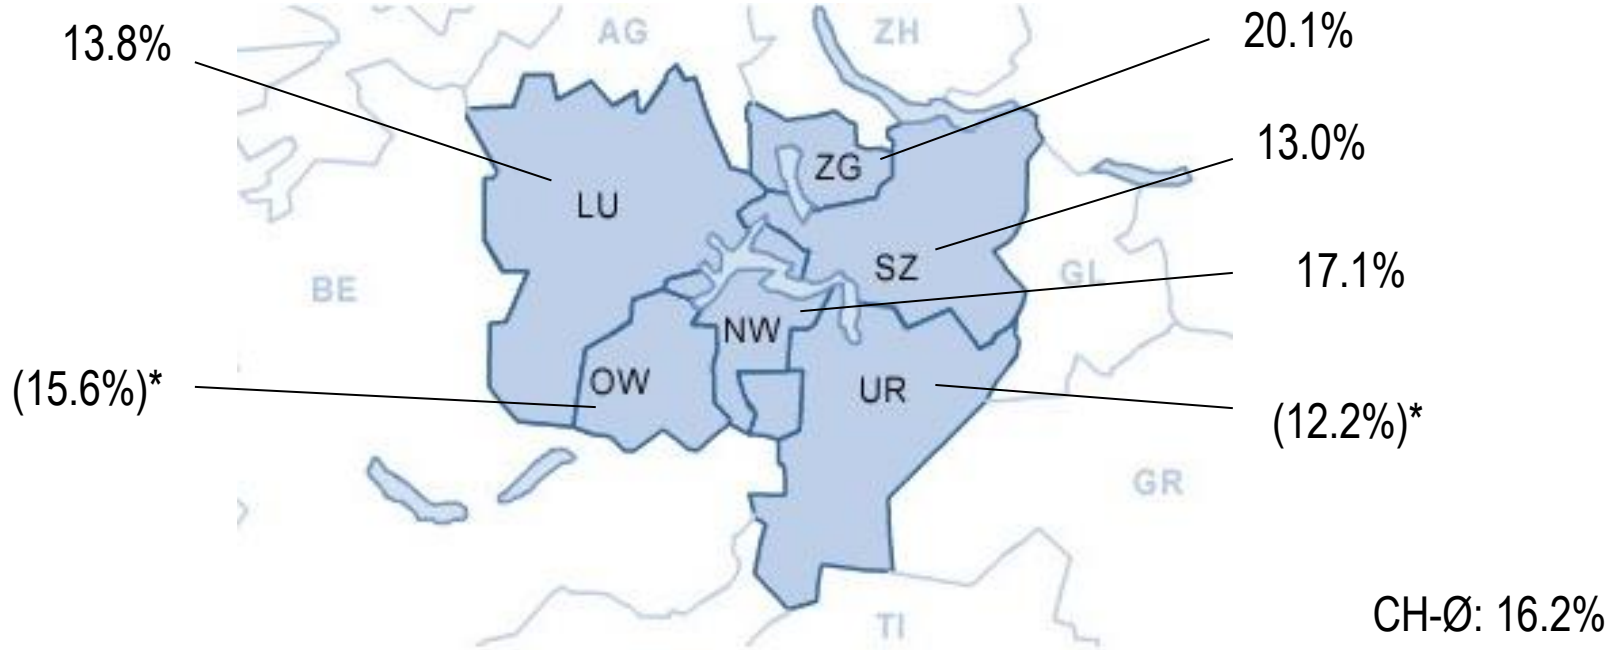 13.8%
AG
ZH
20.1%
13.0%
ZG
LU
SZ
GL
17.1%
BE
NW
(15.6%)*
OW
UR
(12.2%)*
GR
TI
CH-Ø: 16.2%